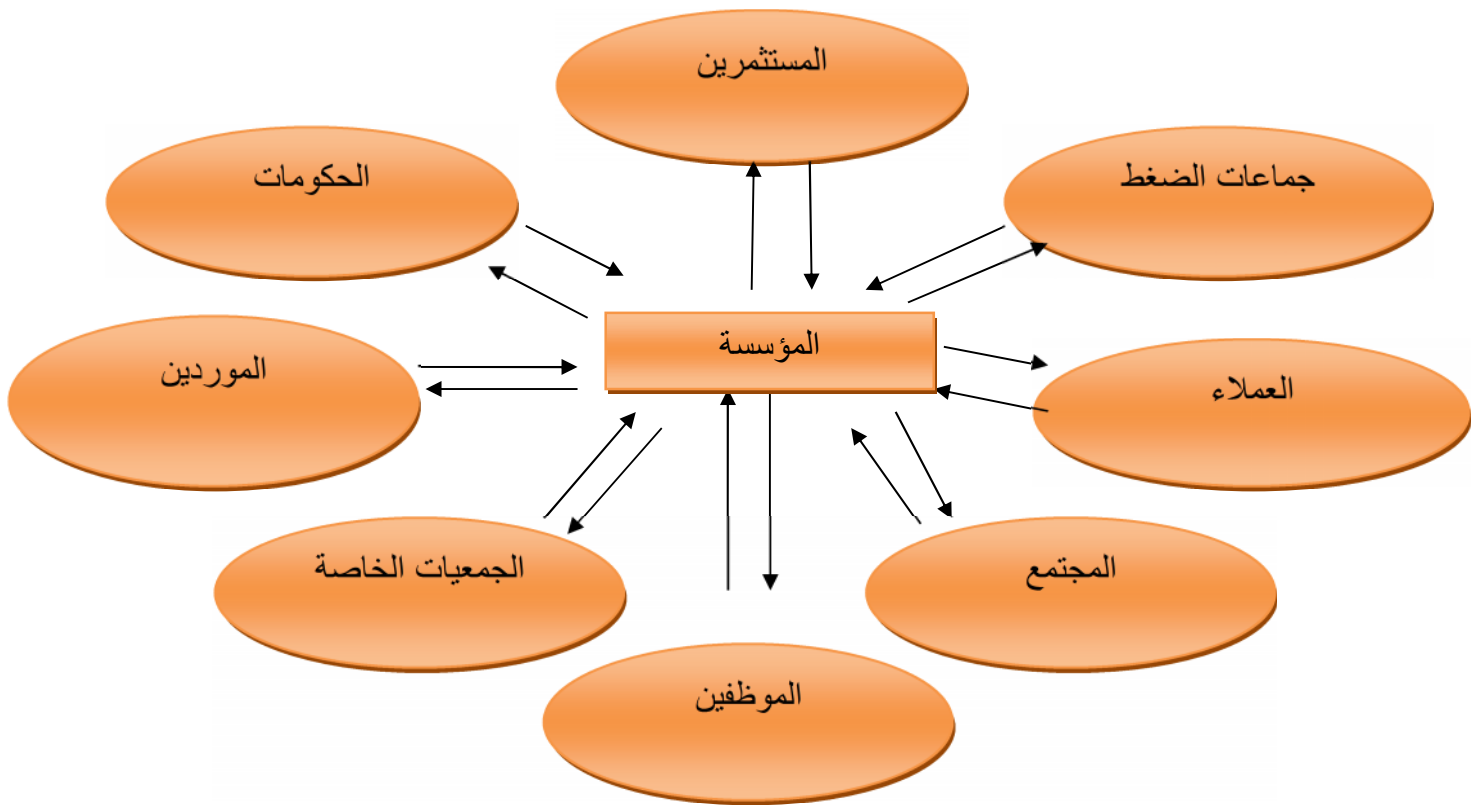 المستثمرين
جماعات الضغط
الحكومات
المؤسسة
العملاء
الموردين
المجتمع
الجمعيات الخاصة
الموظفين